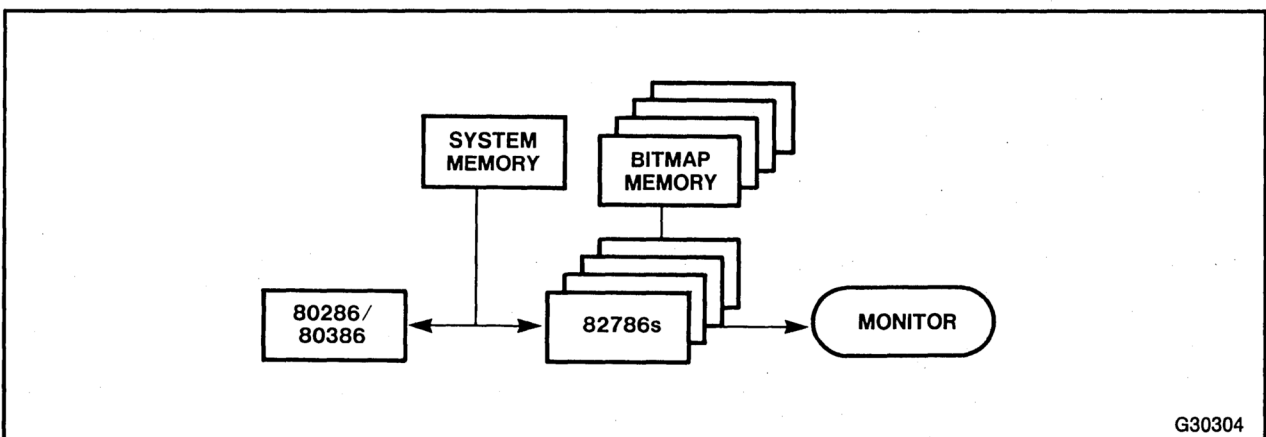 SYSTEM
MEMORY
BITMAP
MEMORY
80286/
80386
82786s
MONITOR
G30304